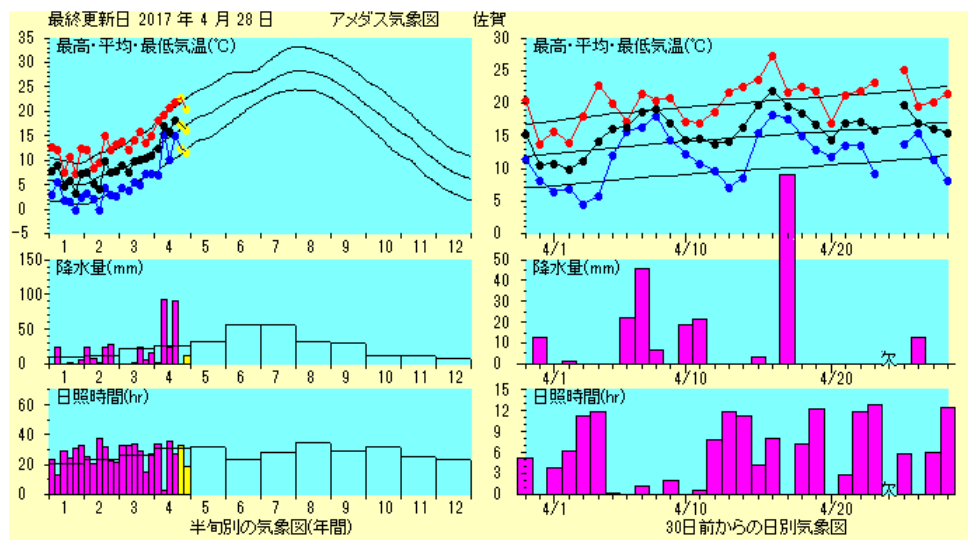 最終更新日 2017 年 4 月 28 日 アメダス気象図 佐賀
最高・平均・最低気温(℃)
35
30
25
20
15
10
5
0
-5
1 2 3 4 5 6 7 8 9 10 11 12
降水量(mm)
150
100
50
0
1 2 3 4 5 6 7 8 9 10 11 12
日照時間(hr)
60
40
20
0
1 2 3 4 5 6 7 8 9 10 11 12
半旬別の気象図(年間)
最高・平均・最低気温(℃)
30
25
20
15
10
5
0
4/1 4/10 4/20
降水量(mm)
50
40
30
20
10
0
欠
4/1 4/10 4/20
日照時間(hr)
15
12
9
6
3
0
欠
4/1 4/10 4/20
30日前からの日別気象図